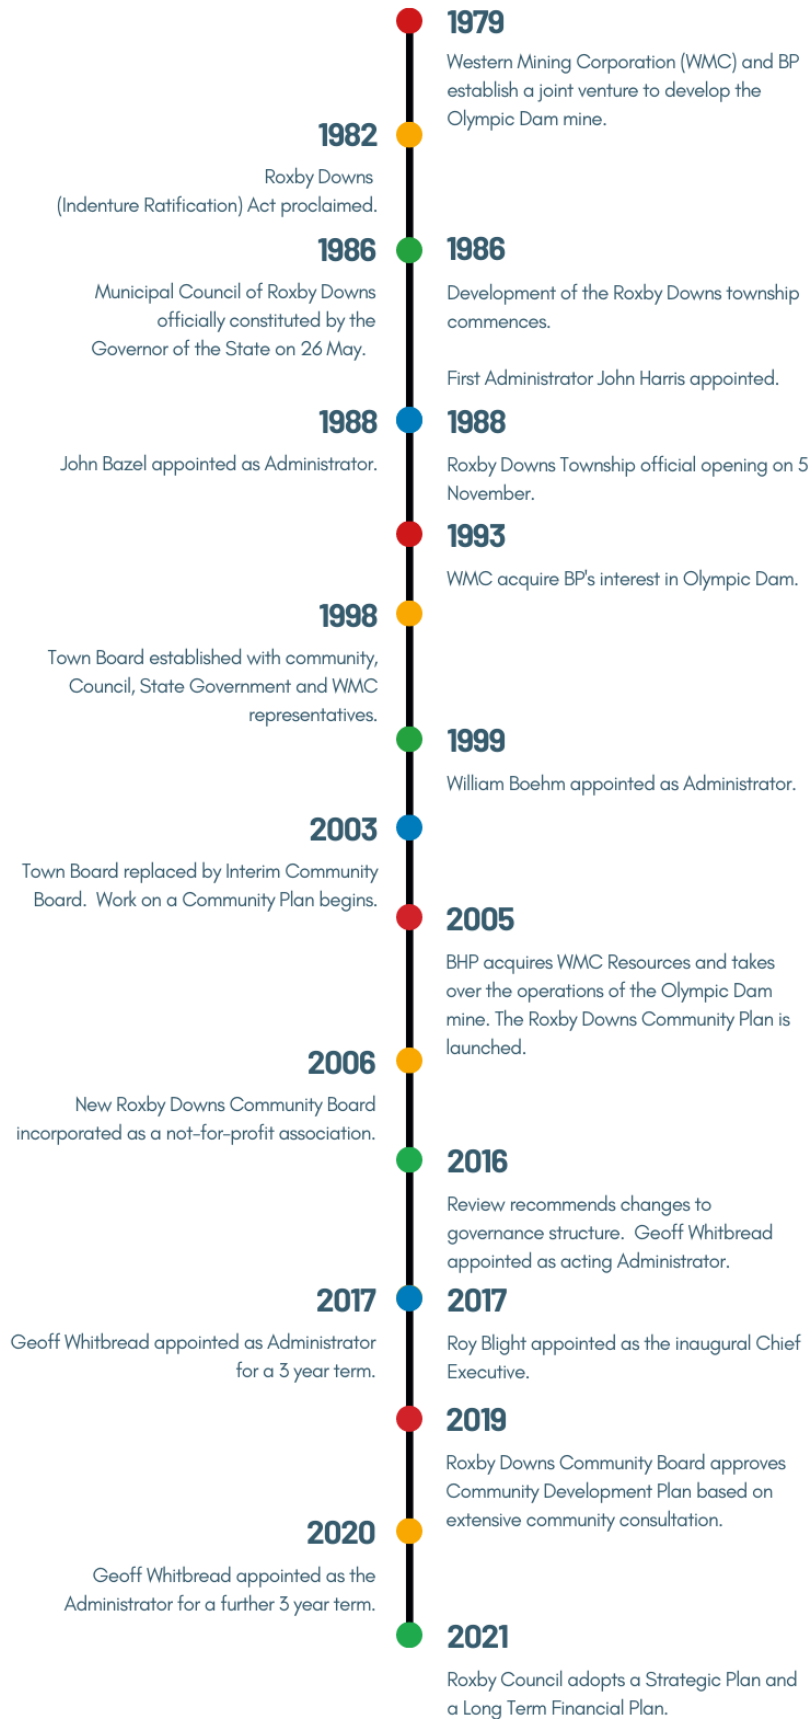 1979
Western Mining Corporation (WMC) and BP
establish a joint venture to develop the
Olympic Dam mine.
1982
Roxby Downs
(Indenture Ratification) Act proclaimed.
1986
Municipal Council of Roxby Downs
officially constituted by the
Governor of the State on 26 May.
1986
Development of the Roxby Downs township
commences.
First Administrator John Harris appointed.
1988
John Bazel appointed as Administrator.
1988
Roxby Downs Township official opening on 5
November.
1993
WMC acquire BP's interest in Olympic Dam.
1998
Town Board established with community,
Council, State Government and WMC
representatives.
1999
William Boehm appointed as Administrator.
2003
Town Board replaced by Interim Community
Board.  Work on a Community Plan begins.
2005
BHP acquires WMC Resources and takes
over the operations of the Olympic Dam
mine. The Roxby Downs Community Plan is
launched.
2006
New Roxby Downs Community Board
incorporated as a not-for-profit association.
2016
Review recommends changes to
governance structure.  Geoff Whitbread
appointed as acting Administrator.
2017
Geoff Whitbread appointed as Administrator
for a 3 year term.
2017
Roy Blight appointed as the inaugural Chief
Executive.
2019
Roxby Downs Community Board approves
Community Development Plan based on
extensive community consultation.
2020
Geoff Whitbread appointed as the
Administrator for a further 3 year term.
2021
Roxby Council adopts a Strategic Plan and
a Long Term Financial Plan.